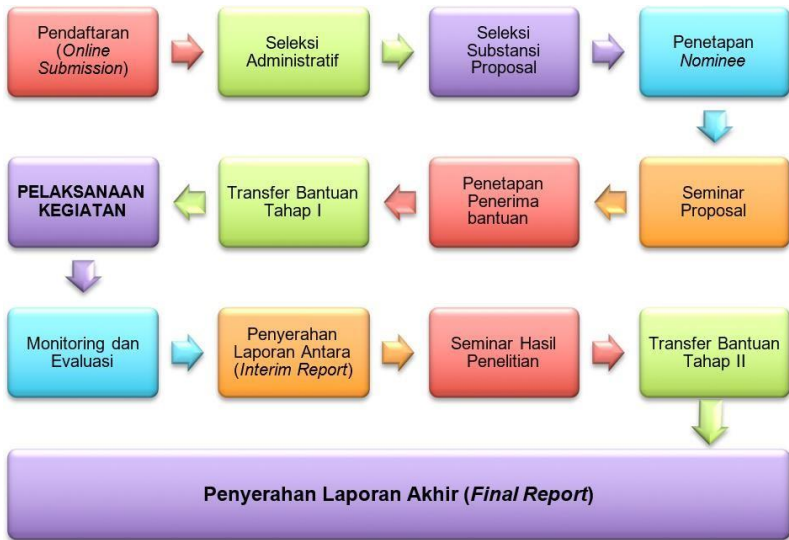 Pendaftaran
(Online
Submission)
Seleksi
Administratif
Seleksi
Substansi
Proposal
Penetapan
Nominee
Seminar
Proposal
Penetapan
Penerima
bantuan
Transfer Bantuan
Tahap I
PELAKSANAAN
KEGIATAN
Monitoring dan
Evaluasi
Penyerahan
Laporan Antara
(Interim Report)
Seminar Hasil
Penelitian
Transfer Bantuan
Tahap II
Penyerahan Laporan Akhir (Final Report)